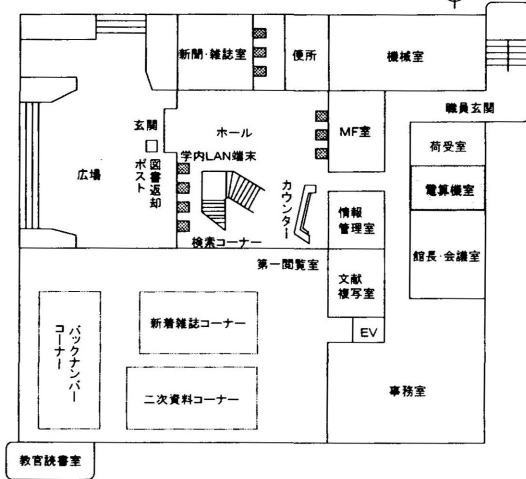 新聞・雑誌室
便所
機械室
職員玄関
玄関
ホール
MF室
荷受室
図書返却
ポスト
学内LAN端末
広場
カウンター
電算機室
情報
管理室
検索コーナー
館長・会議室
第一閲覧室
文献
複写室
新着雑誌コーナー
バックナンバー
コーナー
EV
二次資料コーナー
事務室
教官読書室